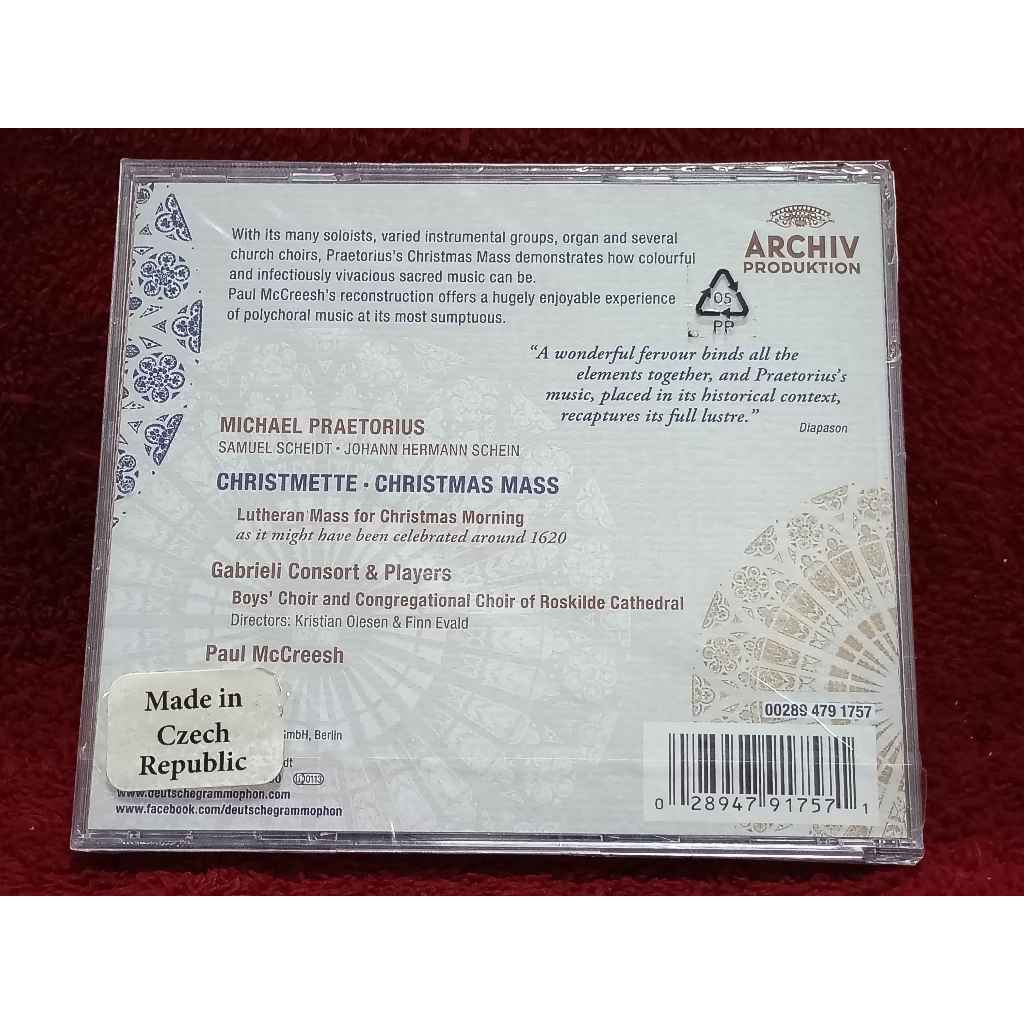 With its many soloists, varied instrumental groups, organ and several
church choirs, Praetorius's Christmas Mass demonstrates how colourful
and infectiously vivacious sacred music can be.
Paul McCreesh's reconstruction offers a hugely enjoyable experience
of polychoral music at its most sumptuous.
ARCHIV
PRODUKTION
05
PP
"A wonderful fervour binds all the
elements together, and Praetorius's
music, placed in its historical context,
recaptures its full lustre."
Diapason
MICHAEL PRAETORIUS
SAMUEL SCHEIDT · JOHANN HERMANN SCHEIN
CHRISTMETTE · CHRISTMAS MASS
Lutheran Mass for Christmas Morning
as it might have been celebrated around 1620
Gabrieli Consort & Players
Boys' Choir and Congregational Choir of Roskilde Cathedral
Directors: Kristian Olesen & Finn Evald
Paul McCreesh
Made in
Czech
Republic
GmbH, Berlin
www.deutschegrammophon.com
www.facebook.com/deutschegrammophon
00289 479 1757
0 28947 91757 1